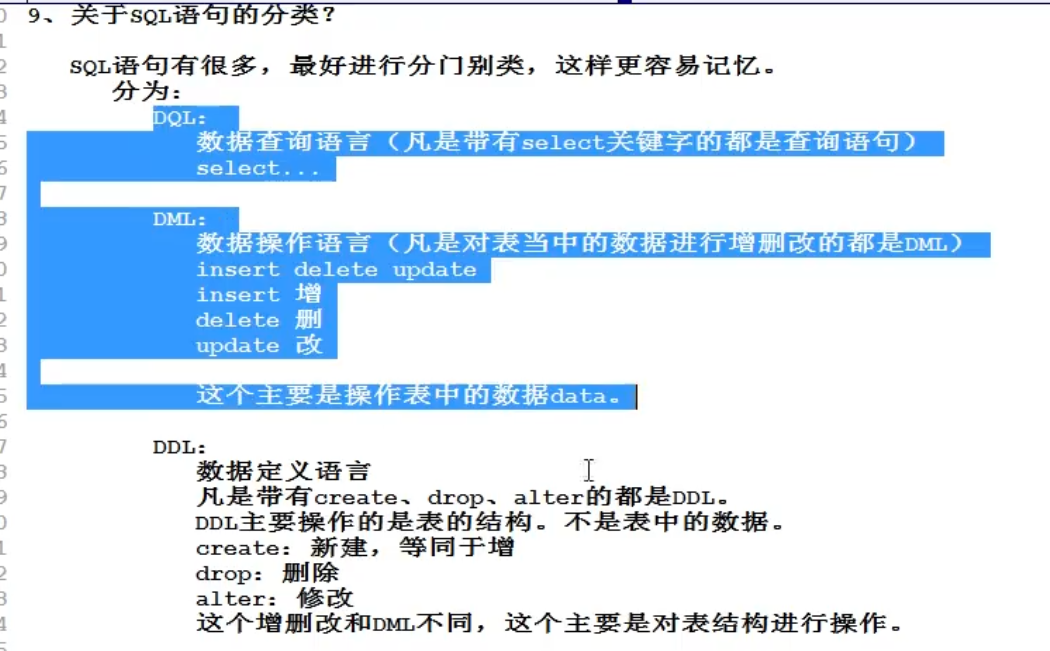 9、关于SQL语句的分类？
SQL语句有很多，最好进行分门别类，这样更容易记忆。
分为：
DQL：
数据查询语言（凡是带有select关键字的都是查询语句）
select...
DML：
数据操作语言（凡是对表当中的数据进行增删改的都是DML）
insert delete update
insert 增
delete 删
update 改
这个主要是操作表中的数据data。
DDL：
数据定义语言
凡是带有create、drop、alter的都是DDL。
DDL主要操作的是表的结构。不是表中的数据。
create：新建，等同于增
drop：删除
alter：修改
这个增删改和DML不同，这个主要是对表结构进行操作。